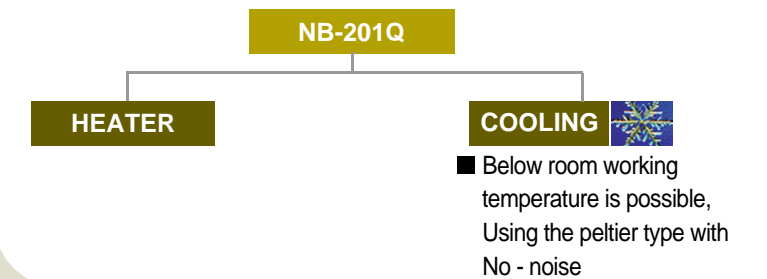 NB-201Q
HEATER
COOLING
■ Below room working
temperature is possible,
Using the peltier type with
No - noise